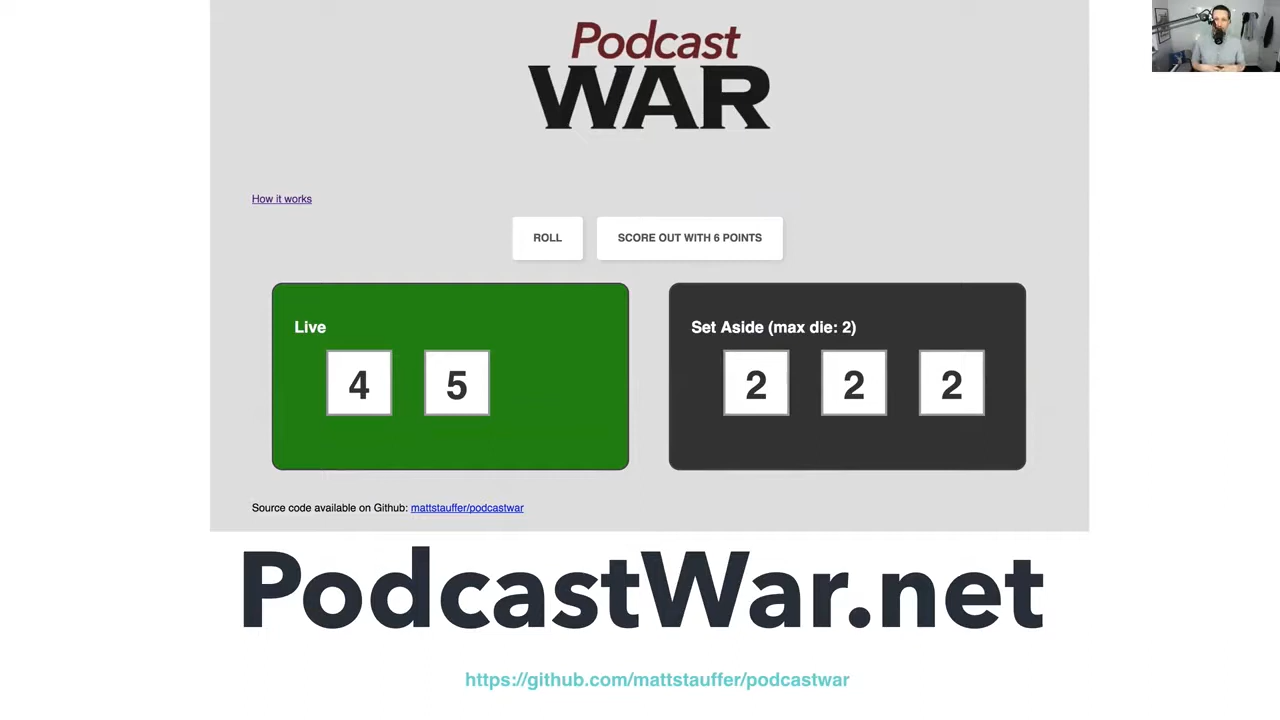 Podcast
WAR
How it works
ROLL
SCORE OUT WITH 6 POINTS
Live
4 5
Set Aside (max die: 2)
2 2 2
Source code available on Github: mattstauffer/podcastwar
PodcastWar.net
https://github.com/mattstauffer/podcastwar